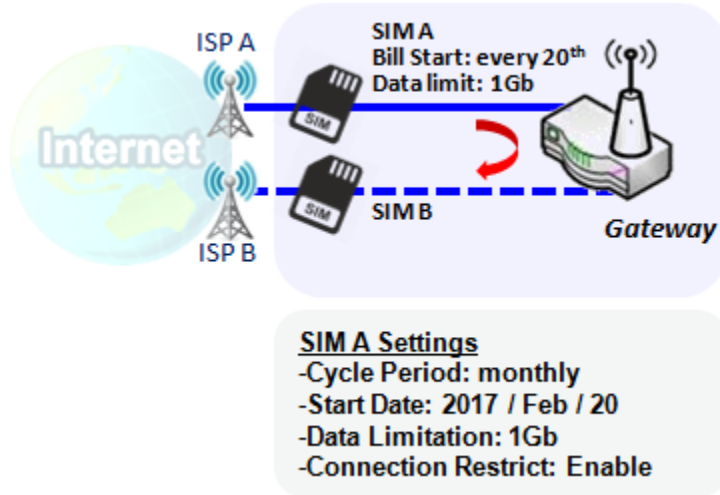 ISP A
SIM A
Bill Start: every 20th
Data limit: 1Gb
SIM
Internet
SIM
SIM B
ISP B
Gateway
SIM A Settings
-Cycle Period: monthly
-Start Date: 2017 / Feb / 20
-Data Limitation: 1Gb
-Connection Restrict: Enable